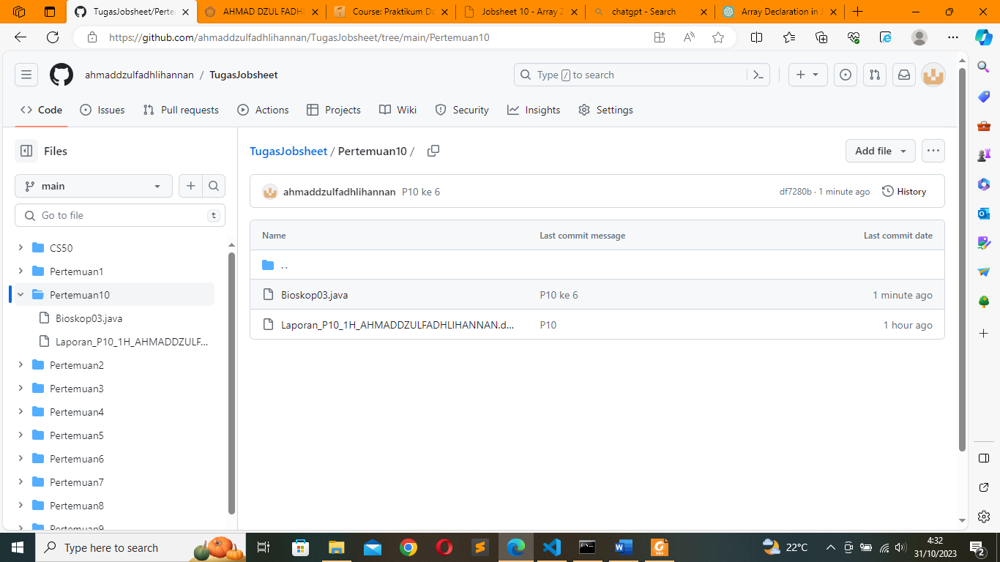 TugasJobsheet/Perte
AHMAD DZUL FADH
Course: Praktikum Da
Jobsheet 10 - Array 2
chatgpt - Search
Array Declaration in J
https://github.com/ahmaddzulfadhlihannan/TugasJobsheet/tree/main/Pertemuan10
ahmaddzulfadhlihannan / TugasJobsheet
Type / to search
Code
Issues
Pull requests
Actions
Projects
Wiki
Security
Insights
Settings
Files
TugasJobsheet / Pertemuan10 /
Add file
main
ahmaddzulfadhlihannan P10 ke 6
df7280b · 1 minute ago
History
Go to file
t
Name
Last commit message
Last commit date
CS50
Pertemuan1
. .
Pertemuan10
Bioskop03.java
P10 ke 6
1 minute ago
Bioskop03.java
Laporan_P10_1H_AHMADDZULFADHLIHANNAN.d...
P10
1 hour ago
Laporan_P10_1H_AHMADDZULF...
Pertemuan2
Pertemuan3
Pertemuan4
Pertemuan5
Pertemuan6
Pertemuan7
Pertemuan8
Pertemuan9
Type here to search
22°C
4:32
31/10/2023
2
PDF